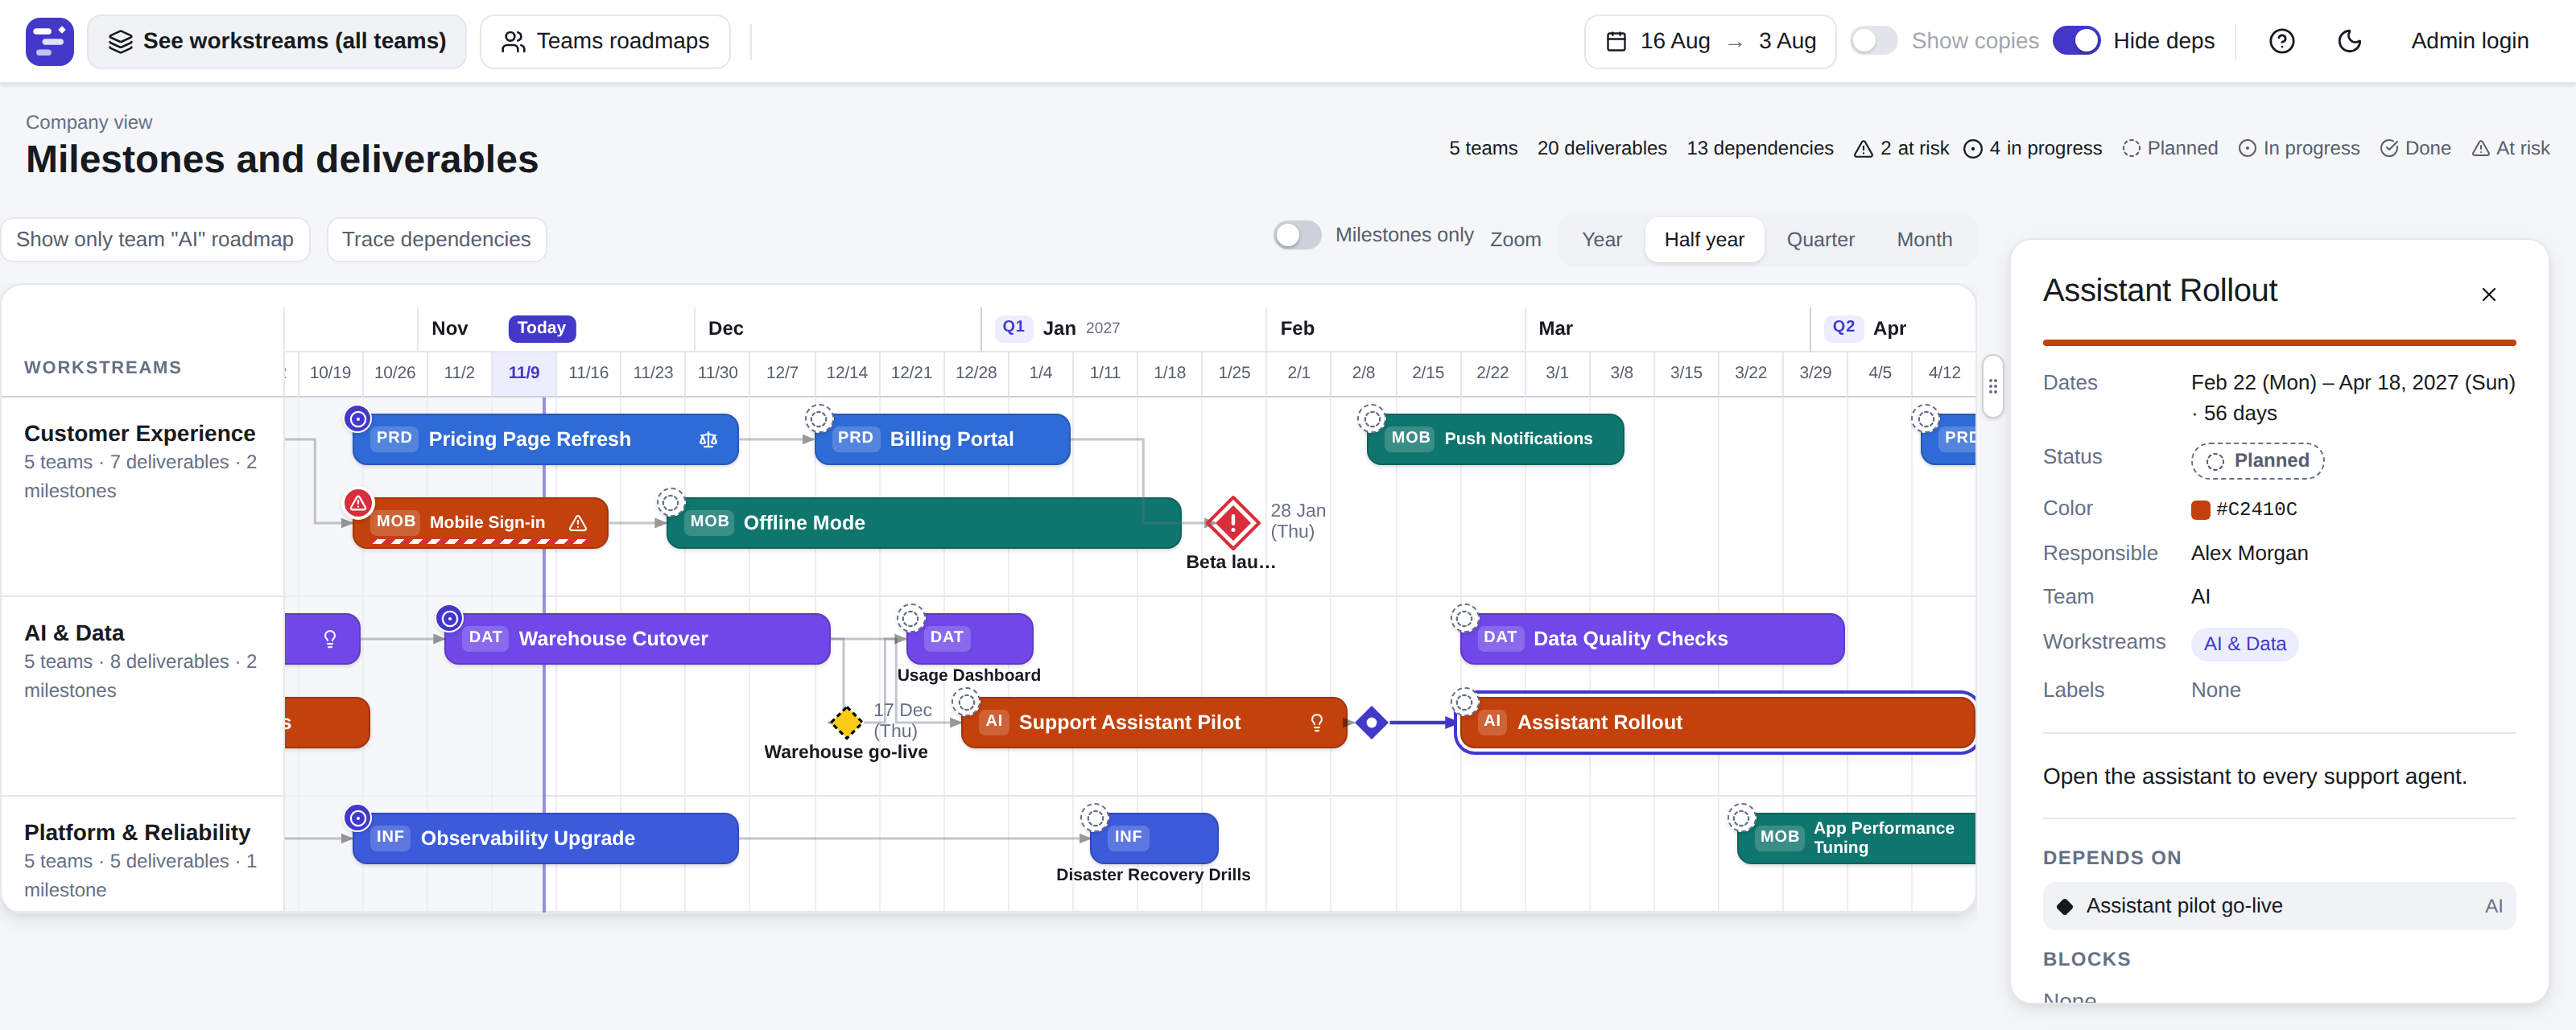 See workstreams (all teams)
Teams roadmaps
16 Aug → 3 Aug
Show copies
Hide deps
Admin login
Company view
Milestones and deliverables
5 teams
20 deliverables
13 dependencies
2 at risk
4 in progress
Planned
In progress
Done
At risk
Show only team "AI" roadmap
Trace dependencies
Milestones only
Zoom
Year
Half year
Quarter
Month
WORKSTREAMS
Nov
Today
Dec
Q1 Jan 2027
Feb
Mar
Q2 Apr
10/19 10/26 11/2 11/9 11/16 11/23 11/30 12/7 12/14 12/21 12/28 1/4 1/11 1/18 1/25 2/1 2/8 2/15 2/22 3/1 3/8 3/15 3/22 3/29 4/5 4/12
Customer Experience
5 teams · 7 deliverables · 2
milestones
PRD Pricing Page Refresh
PRD Billing Portal
MOB Push Notifications
PRD
MOB Mobile Sign-in
MOB Offline Mode
28 Jan
(Thu)
Beta lau…
AI & Data
5 teams · 8 deliverables · 2
milestones
DAT Warehouse Cutover
DAT
Usage Dashboard
DAT Data Quality Checks
s
17 Dec
(Thu)
Warehouse go-live
AI Support Assistant Pilot
AI Assistant Rollout
Platform & Reliability
5 teams · 5 deliverables · 1
milestone
INF Observability Upgrade
INF
Disaster Recovery Drills
MOB App Performance
Tuning
Assistant Rollout
Dates
Feb 22 (Mon) – Apr 18, 2027 (Sun)
· 56 days
Status
Planned
Color
#C2410C
Responsible
Alex Morgan
Team
AI
Workstreams
AI & Data
Labels
None
Open the assistant to every support agent.
DEPENDS ON
Assistant pilot go-live
AI
BLOCKS
None